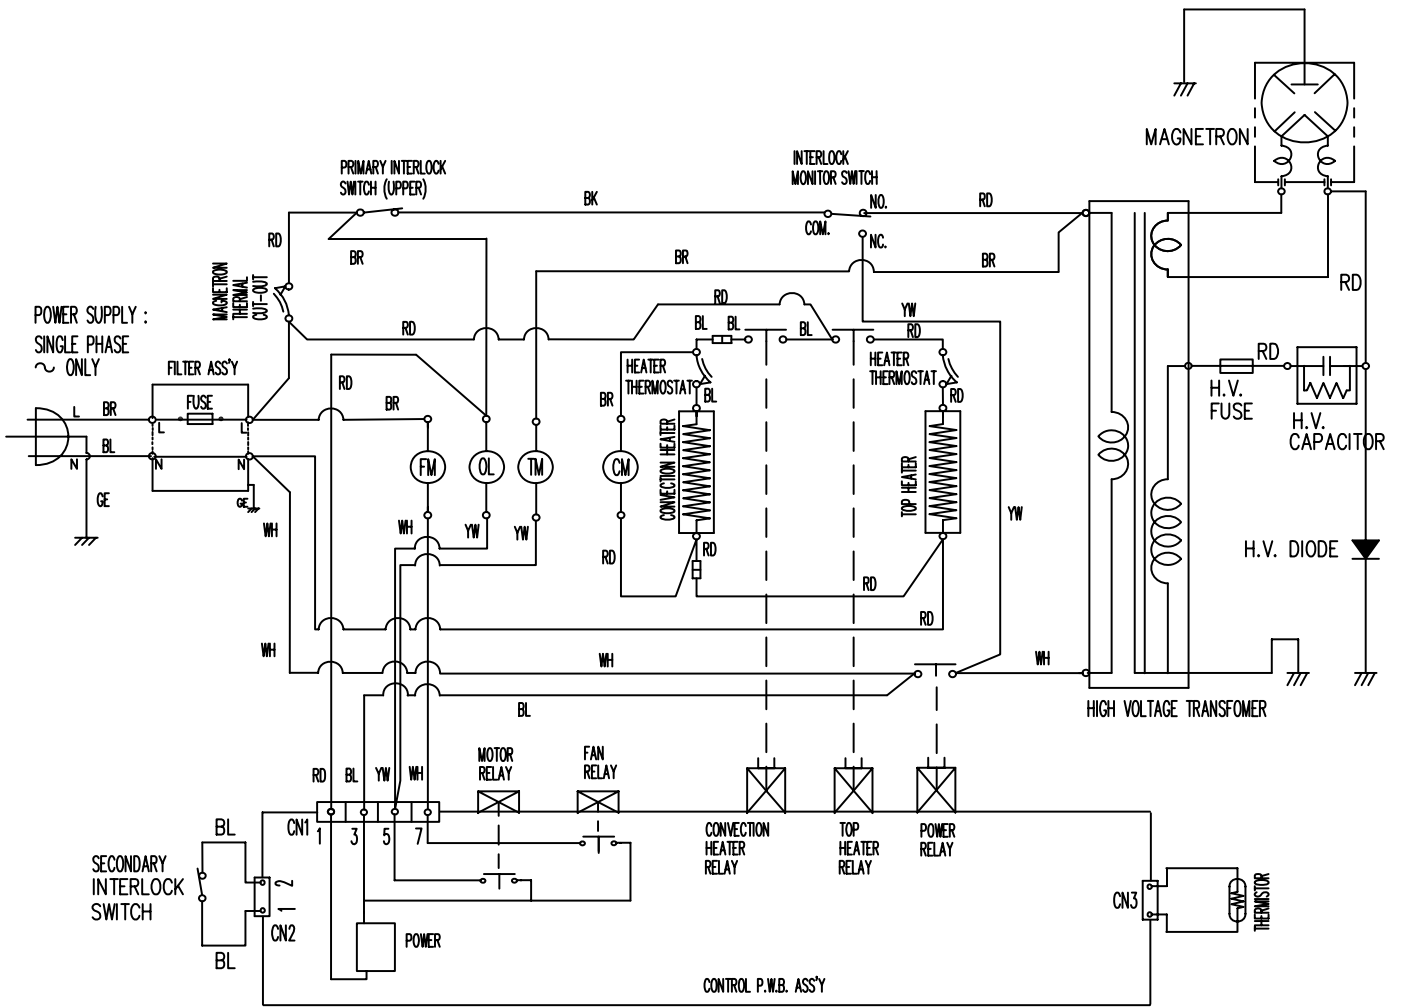 MAGNETRON
PRIMARY INTERLOCK
SWITCH (UPPER)
INTERLOCK
MONITOR SWITCH
BK
NO.
RD
COM.
NC.
RD
BR
BR
BR
MAGNETRON
THERMAL
CUT-OUT
RD
RD
YW
POWER SUPPLY :
SINGLE PHASE
~ ONLY
RD
BL
BL
BL
RD
FILTER ASS'Y
HEATER
THERMOSTAT
HEATER
THERMOSTAT
RD
H.V.
FUSE
H.V.
CAPACITOR
RD
BL
RD
FUSE
BR
BR
L
BR
L
L
CONVECTION HEATER
TOP HEATER
BL
N
N
N
FM
OL
TM
CM
GE
GE
WH
WH
YW
YW
YW
RD
RD
H.V. DIODE
RD
RD
WH
WH
WH
BL
HIGH VOLTAGE TRANSFOMER
RD
BL
YW
WH
MOTOR
RELAY
FAN
RELAY
CN1
1
3
5
7
CONVECTION
HEATER
RELAY
TOP
HEATER
RELAY
POWER
RELAY
BL
SECONDARY
INTERLOCK
SWITCH
2
1
CN2
BL
POWER
CN3
THERMISTOR
CONTROL P.W.B. ASS'Y